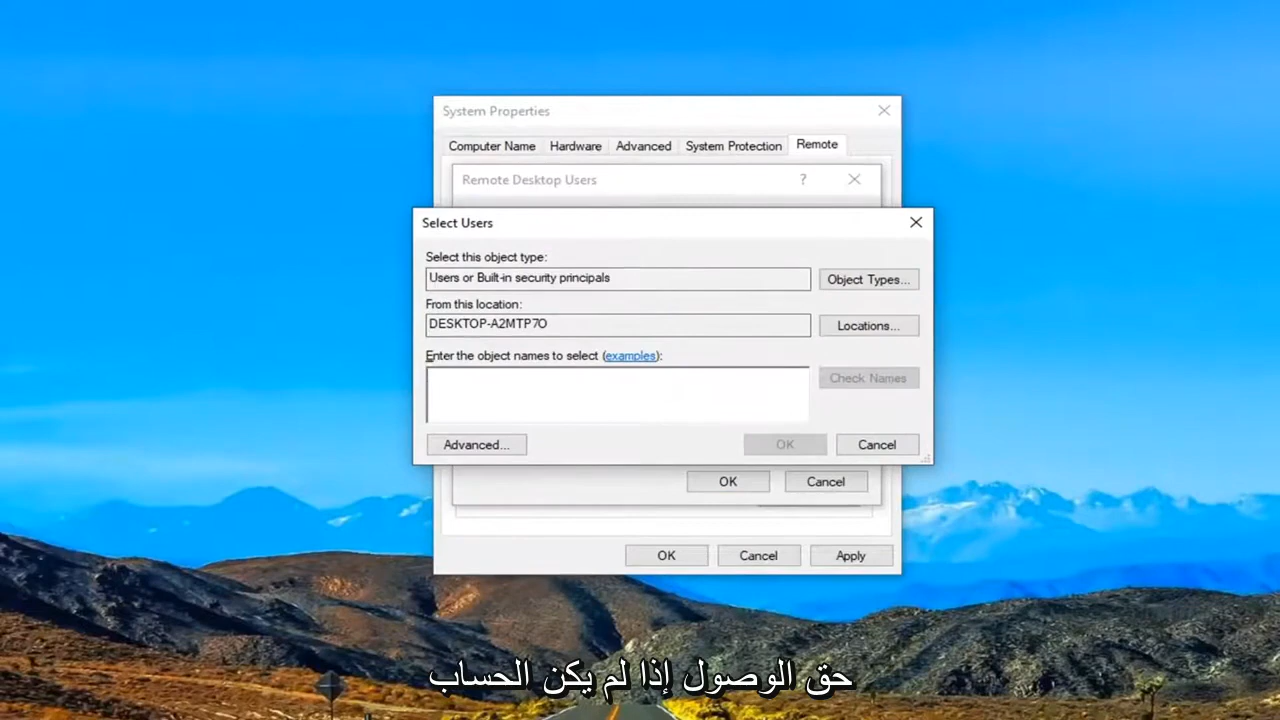 System Properties
Computer Name Hardware Advanced System Protection Remote
Remote Desktop Users ?
Select Users
Select this object type:
Users or Built-in security principals
Object Types...
From this location:
DESKTOP-A2MTP7O
Locations...
Enter the object names to select (examples):
Check Names
Advanced... OK Cancel
OK Cancel
OK Cancel Apply
حق الوصول إذا لم يكن الحساب